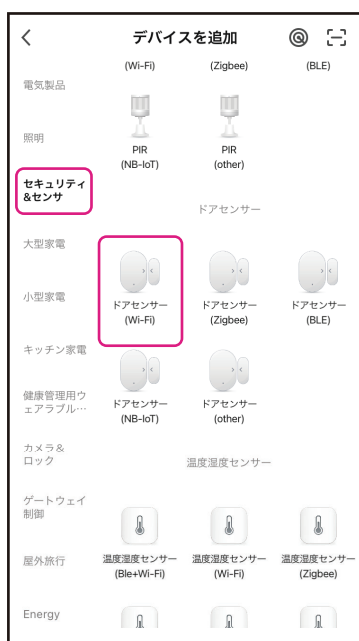 デバイスを追加
電気製品
照明
セキュリティ
&センサ
大型家電
小型家電
キッチン家電
健康管理用ウ
ェアラブル…
カメラ&
ロック
ゲートウェイ
制御
屋外旅行
Energy
(Wi-Fi)
(Zigbee)
(BLE)
PIR
(NB-IoT)
PIR
(other)
ドアセンサー
ドアセンサー
(Wi-Fi)
ドアセンサー
(Zigbee)
ドアセンサー
(BLE)
ドアセンサー
(NB-IoT)
ドアセンサー
(other)
温度湿度センサー
温度湿度センサー
(Ble+Wi-Fi)
温度湿度センサー
(Wi-Fi)
温度湿度センサー
(Zigbee)